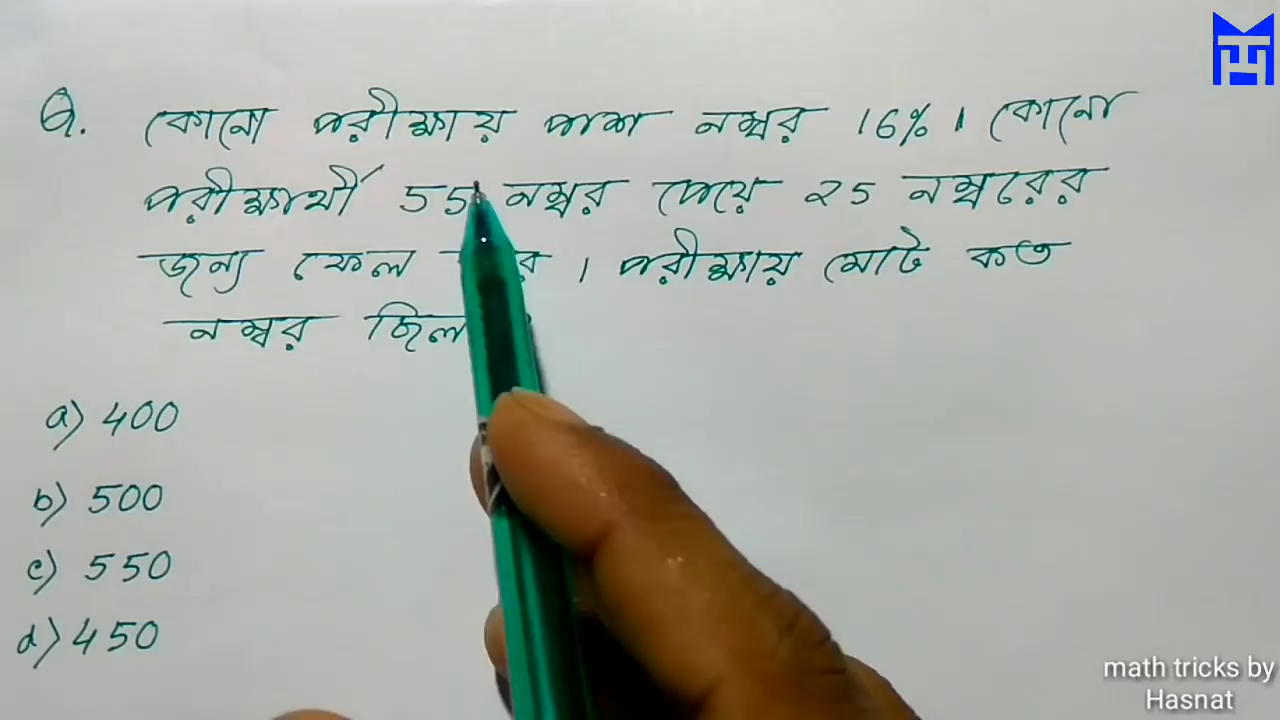 Q. কোনো পরীক্ষায় পাশ নম্বর 16%। কোনো
পরীক্ষার্থী 55 নম্বর পেয়ে 25 নম্বরের
জন্য ফেল । পরীক্ষায় মোট কত
নম্বর ছিল
a) 400
b) 500
c) 550
d) 450
math tricks by
Hasnat